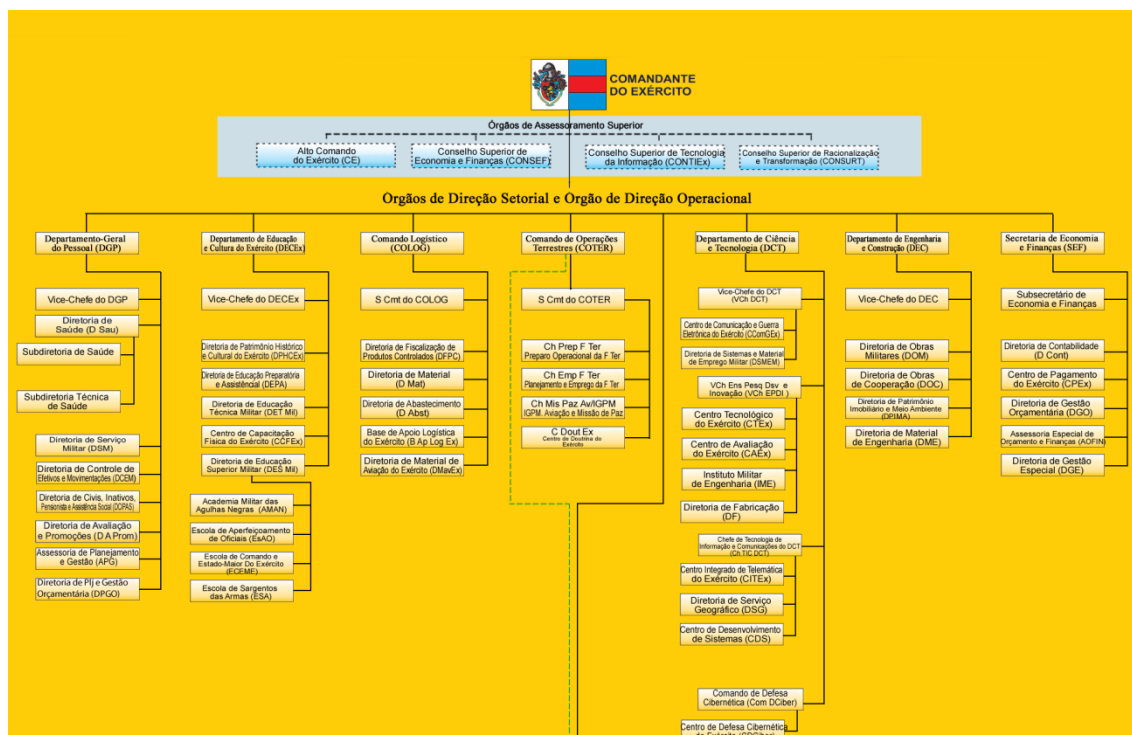 COMANDANTE
DO EXÉRCITO
Órgãos de Assessoramento Superior
Alto Comando
do Exército (CE)
Conselho Superior de
Economia e Finanças (CONSEF)
Conselho Superior de Tecnologia
da Informação (CONTIEx)
Conselho Superior de Racionalização
e Transformação (CONSURT)
Orgãos de Direção Setorial e Orgão de Direção Operacional
Departamento-Geral
do Pessoal (DGP)
Vice-Chefe do DGP
Diretoria de
Saúde (D Sau)
Subdiretoria de Saúde
Subdiretoria Técnica
de Saúde
Diretoria de Serviço
Militar (DSM)
Diretoria de Controle de
Efetivos e Movimentações (DCEM)
Diretoria de Civis, Inativos,
Pensionista e Assistência Social (DCIPAS)
Diretoria de Avaliação
e Promoções (D A Prom)
Assessoria de Planejamento
e Gestão (APG)
Diretoria de Plj e Gestão
Orçamentária (DPGO)
Departamento de Educação
e Cultura do Exército (DECEx)
Vice-Chefe do DECEx
Diretoria de Patrimônio Histórico
e Cultural do Exército (DPHCEx)
Diretoria de Educação Preparatória
e Assistêncial (DEPA)
Diretoria de Educação
Técnica Militar (DET Mil)
Centro de Capacitação
Física do Exército (CCFEx)
Diretoria de Educação
Superior Militar (DES Mil)
Academia Militar das
Agulhas Negras (AMAN)
Escola de Aperfeiçoamento
de Oficiais (EsAO)
Escola de Comando e
Estado-Maior Do Exército
(ECEME)
Escola de Sargentos
das Armas (ESA)
Comando Logístico
(COLOG)
S Cmt do COLOG
Diretoria de Fiscalização de
Produtos Controlados (DFPC)
Diretoria de Material
(D Mat)
Diretoria de Abastecimento
(D Abst)
Base de Apoio Logística
do Exército (B Ap Log Ex)
Diretoria de Material de
Aviação do Exército (DMavEx)
Comando de Operações
Terrestres (COTER)
S Cmt do COTER
Ch Prep F Ter
Preparo Operacional da F Ter
Ch Emp F Ter
Planejamento e Emprego da F Ter
Ch Mis Paz Av/IGPM
IGPM. Aviação e Missão de Paz
C Dout Ex
Centro de Doutrina do
Exército
Departamento de Ciência
e Tecnologia (DCT)
Vice-Chefe do DCT
(VCh DCT)
Centro de Comunicação e Guerra
Eletrônica do Exército (CComGEx)
Diretoria de Sistemas e Material
de Emprego Militar (DSMEM)
VCh Ens Pesq Dsv e
Inovação (VCh EPDI )
Centro Tecnológico
do Exército (CTEx)
Centro de Avaliação
do Exército (CAEx)
Instituto Militar
de Engenharia (IME)
Diretoria de Fabricação
(DF)
Chefe de Tecnologia de
Informação e Comunicações do DCT
(Ch TIC DCT)
Centro Integrado de Telemática
do Exército (CITEx)
Diretoria de Serviço
Geográfico (DSG)
Centro de Desenvolvimento
de Sistemas (CDS)
Comando de Defesa
Cibernética (Com DCiber)
Centro de Defesa Cibernética
Departamento de Engenharia
e Construção (DEC)
Vice-Chefe do DEC
Diretoria de Obras
Militares (DOM)
Diretoria de Obras
de Cooperação (DOC)
Diretoria de Patrimônio
Imobiliário e Meio Ambiente
(DPIMA)
Diretoria de Material
de Engenharia (DME)
Secretaria de Economia
e Finanças (SEF)
Subsecretário de
Economia e Finanças
Diretoria de Contabilidade
(D Cont)
Centro de Pagamento
do Exército (CPEx)
Diretoria de Gestão
Orçamentária (DGO)
Assessoria Especial de
Orçamento e Finanças (AOFIN)
Diretoria de Gestão
Especial (DGE)